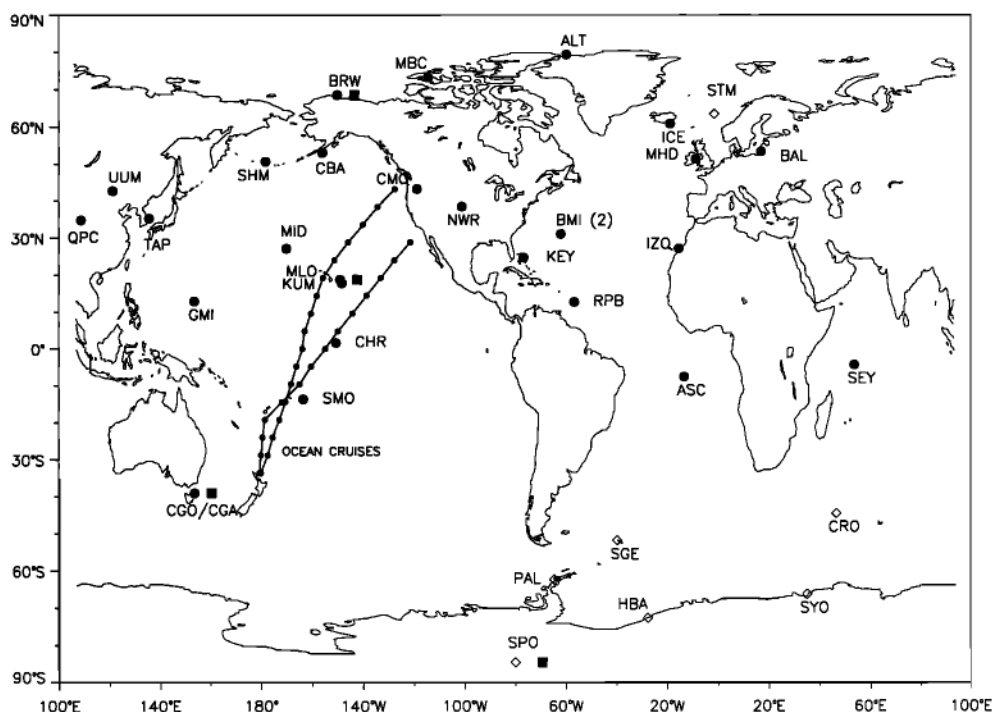 90°N
ALT
MBC
BRW
STM
60°N
ICE
MHD
BAL
SHM
CBA
CMO
UUM
NWR
BMI (2)
QPC
TAP
30°N
MID
KEY
IZO
MLO
KUM
GMI
RPB
0°
CHR
SEY
ASC
SMO
30°S
OCEAN CRUISES
CGO/CGA
CRO
SGE
60°S
PAL
HBA
SYO
SPO
90°S
100°E 140°E 180° 140°W 100°W 60°W 20°W 20°E 60°E 100°E